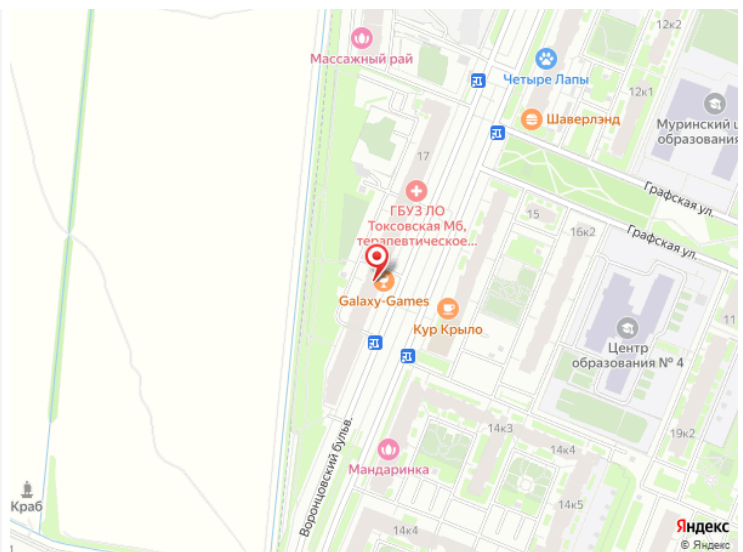 12к2
Массажный рай
Четыре Лапы
12к1
Шаверлэнд
Муринский ц
образования
17
ГБУЗ ЛО
Токсовская Мб,
терапевтическое...
Графская ул.
15
16к2
Графская ул.
Galaxy-Games
Кур Крыло
11
Центр
образования № 4
14к3
19к2
14к4
Воронцовский бульв.
Мандаринка
Краб
14к5
14к4
Яндекс
© Яндекс